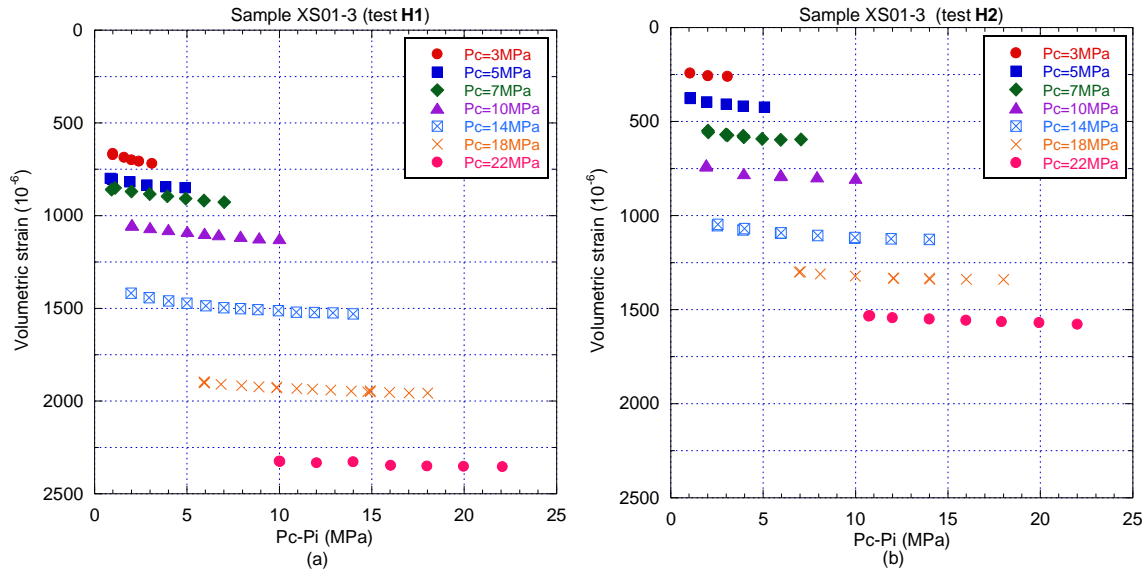 Sample XS01-3 (test H1)
0
500
1000
1500
2000
2500
Volumetric strain (10-6)
Pc=3MPa
Pc=5MPa
Pc=7MPa
Pc=10MPa
Pc=14MPa
Pc=18MPa
Pc=22MPa
0 5 10 15 20 25
Pc-Pi (MPa)
(a)
Sample XS01-3 (test H2)
0
500
1000
1500
2000
2500
Volumetric strain (10-6)
Pc=3MPa
Pc=5MPa
Pc=7MPa
Pc=10MPa
Pc=14MPa
Pc=18MPa
Pc=22MPa
0 5 10 15 20 25
Pc-Pi (MPa)
(b)